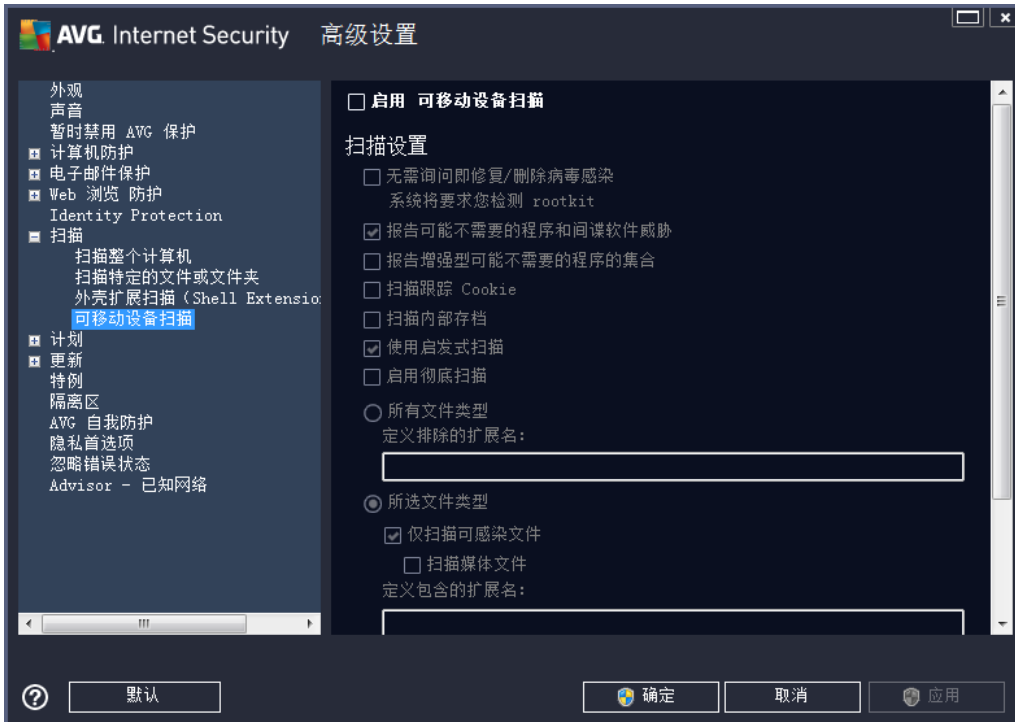 AVG. Internet Security 高级设置
外观
声音
暂时禁用 AVG 保护
计算机防护
电子邮件保护
Web 浏览 防护
Identity Protection
扫描
扫描整个计算机
扫描特定的文件或文件夹
外壳扩展扫描（Shell Extensio
可移动设备扫描
计划
更新
特例
隔离区
AVG 自我防护
隐私首选项
忽略错误状态
Advisor - 已知网络
启用 可移动设备扫描
扫描设置
无需询问即修复/删除病毒感染
系统将要求您检测 rootkit
报告可能不需要的程序和间谍软件威胁
报告增强型可能不需要的程序的集合
扫描跟踪 Cookie
扫描内部存档
使用启发式扫描
启用彻底扫描
所有文件类型
定义排除的扩展名:
所选文件类型
仅扫描可感染文件
扫描媒体文件
定义包含的扩展名:
默认
确定
取消
应用